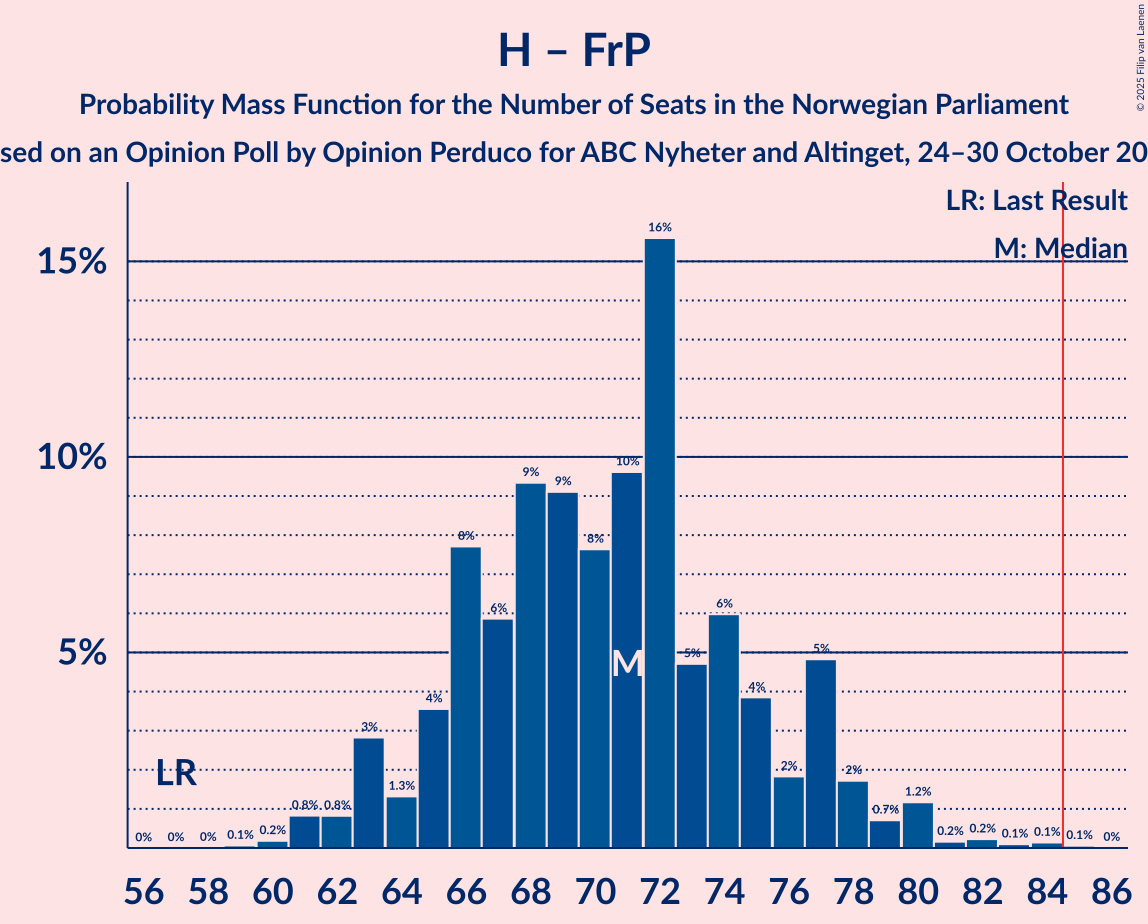 H – FrP
Probability Mass Function for the Number of Seats in the Norwegian Parliament
sed on an Opinion Poll by Opinion Perduco for ABC Nyheter and Altinget, 24–30 October 20
© 2025 Filip van Laenen
LR: Last Result
M: Median
15%
10%
5%
LR
M
0% 0% 0% 0.1% 0.2% 0.8% 0.8% 3% 1.3% 4% 8% 6% 9% 9% 8% 10% 16% 5% 6% 4% 2% 5% 2% 0.7% 1.2% 0.2% 0.2% 0.1% 0.1% 0.1% 0%
56 58 60 62 64 66 68 70 72 74 76 78 80 82 84 86